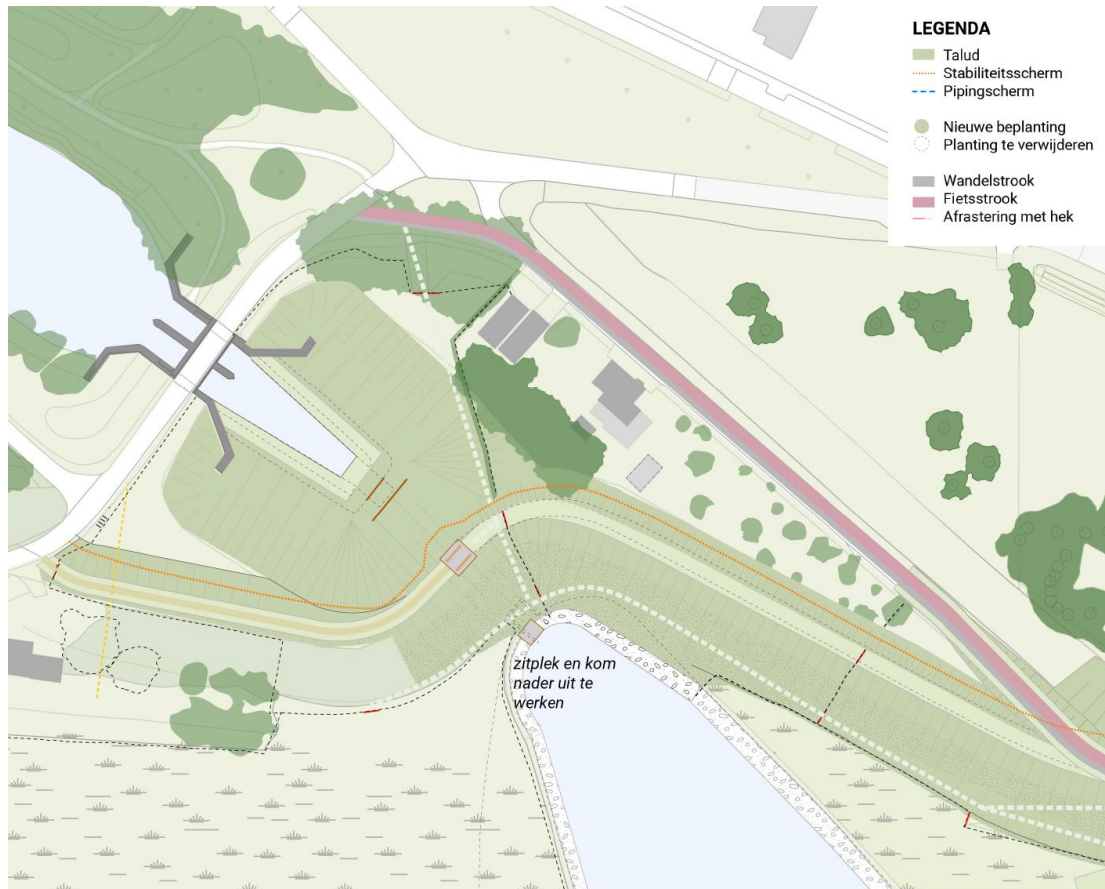 LEGENDA
Talud
Stabiliteitsscherm
Pipingscherm
Nieuwe beplanting
Planting te verwijderen
Wandelstrook
Fietsstrook
Afrastering met hek
zitplek en kom
nader uit te
werken